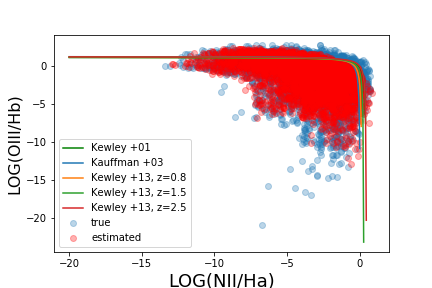 0
−5
−10
−15
−20
LOG(OIII/Hb)
Kewley +01
Kauffman +03
Kewley +13, z=0.8
Kewley +13, z=1.5
Kewley +13, z=2.5
true
estimated
−20 −15 −10 −5 0
LOG(NII/Ha)